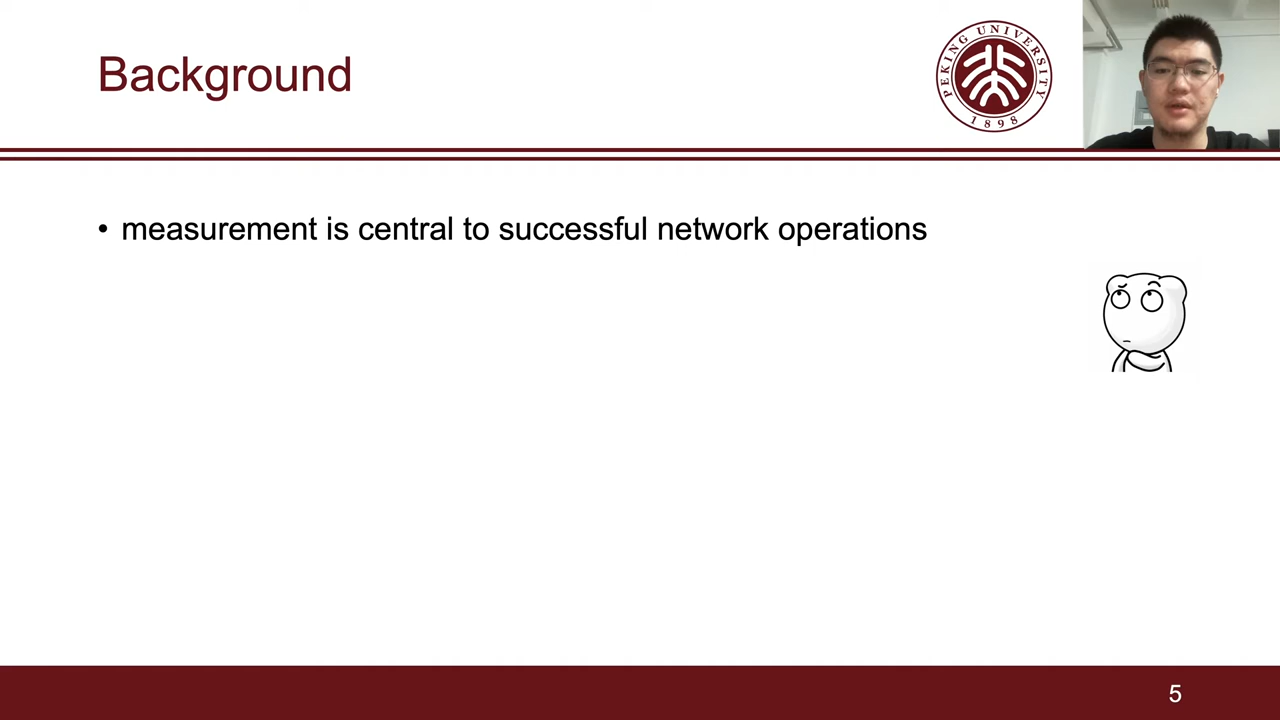 Background
PEKING UNIVERSITY
1898
• measurement is central to successful network operations
5